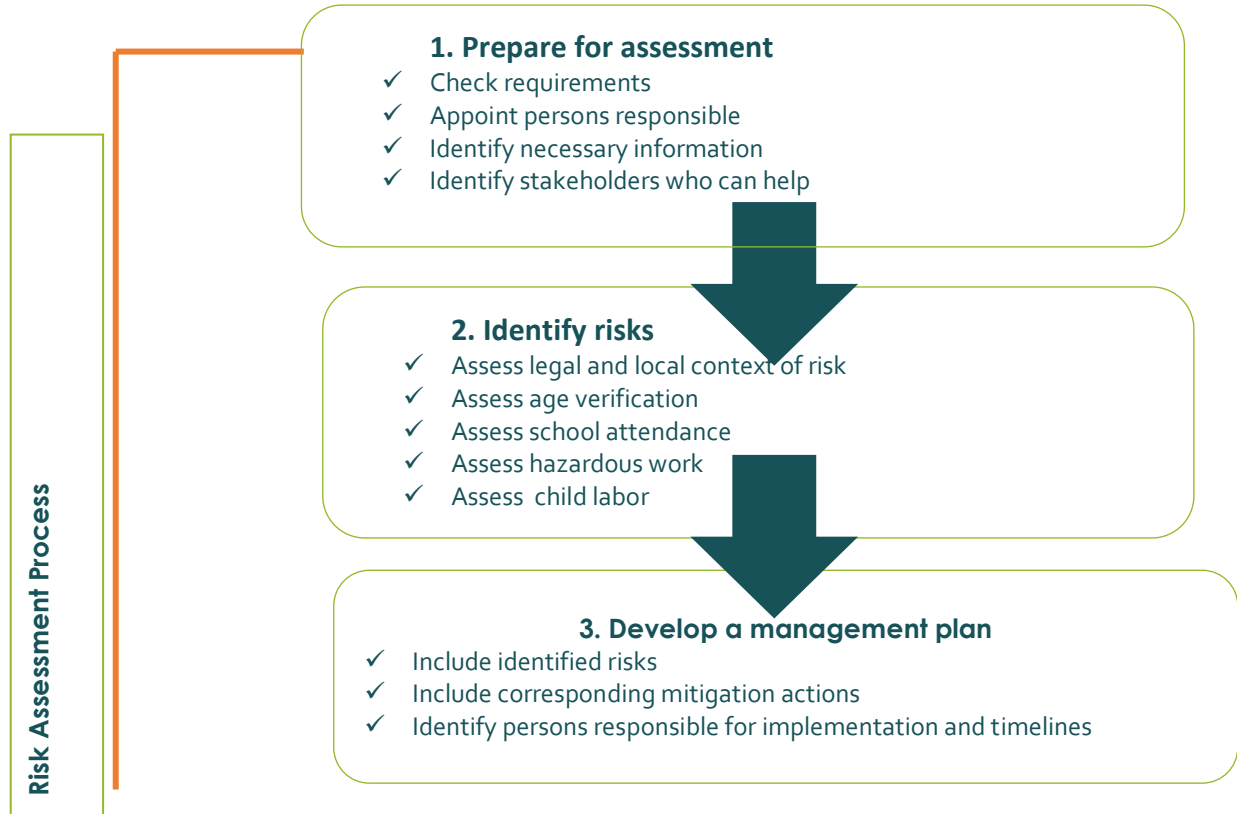 1. Prepare for assessment
✓ Check requirements
✓ Appoint persons responsible
✓ Identify necessary information
✓ Identify stakeholders who can help
2. Identify risks
✓ Assess legal and local context of risk
✓ Assess age verification
✓ Assess school attendance
✓ Assess hazardous work
✓ Assess child labor
3. Develop a management plan
✓ Include identified risks
✓ Include corresponding mitigation actions
✓ Identify persons responsible for implementation and timelines
Risk Assessment Process